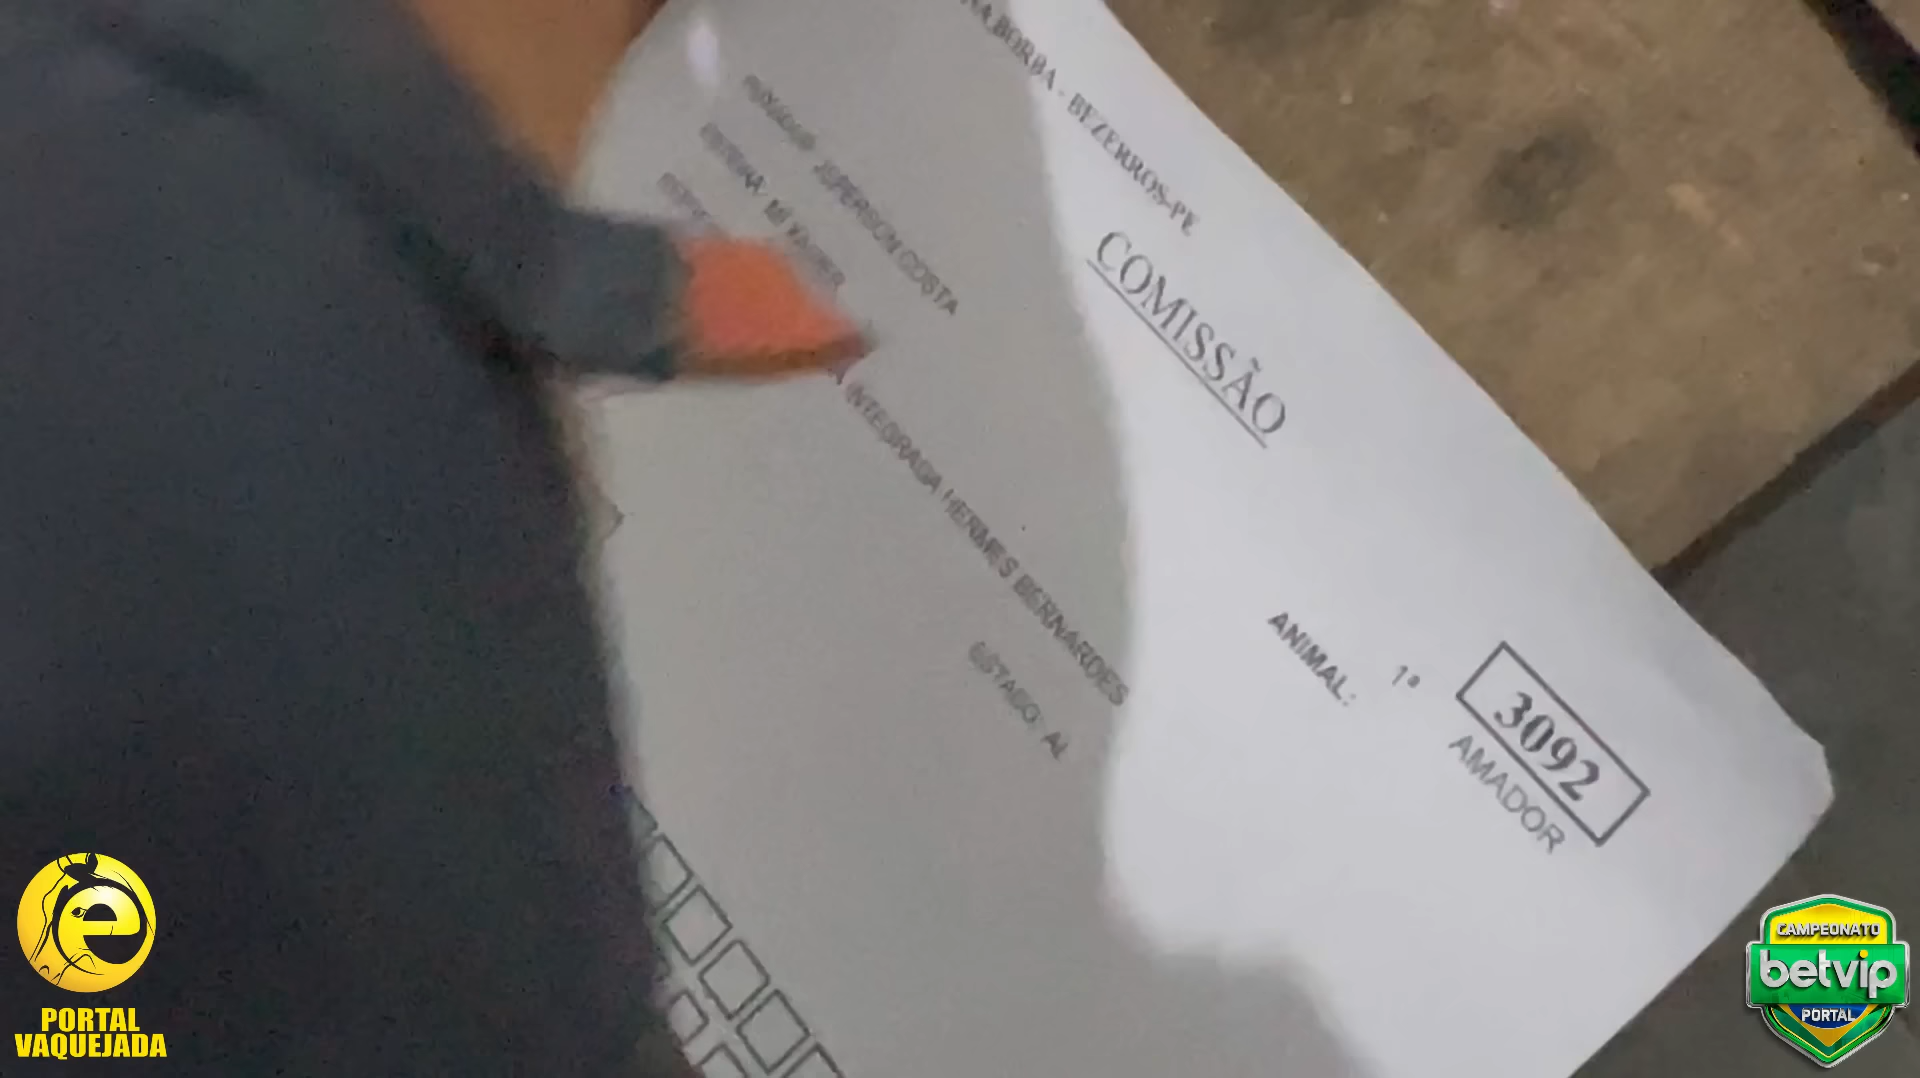 BORBA - BEZERROS-PE
COMISSÃO
3092
AMADOR
1ª
ANIMAL:
JEFERSON COSTA
INTEGRADA HERMES BERNARDES
ESTADO: AL
PORTAL
VAQUEJADA
CAMPEONATO
betvip
PORTAL